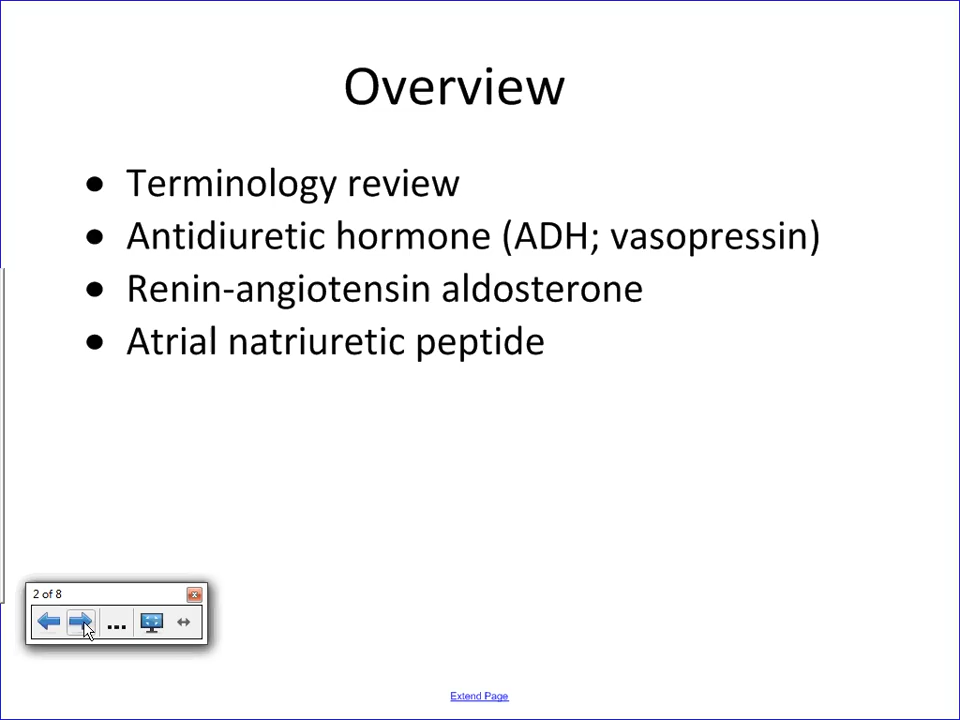 Overview
• Terminology review
• Antidiuretic hormone (ADH; vasopressin)
• Renin-angiotensin aldosterone
• Atrial natriuretic peptide
2 of 8
x
...
Extend Page